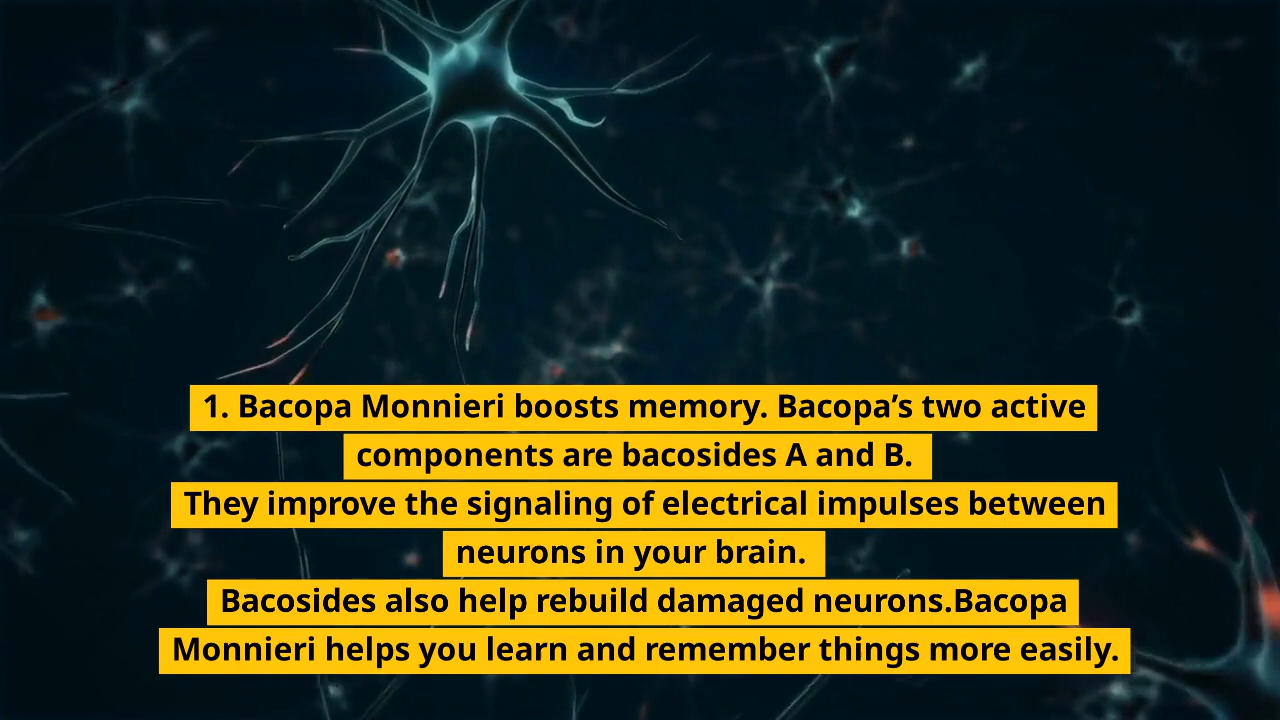 1. Bacopa Monnieri boosts memory. Bacopa’s two active
components are bacosides A and B.
They improve the signaling of electrical impulses between
neurons in your brain.
Bacosides also help rebuild damaged neurons.Bacopa
Monnieri helps you learn and remember things more easily.